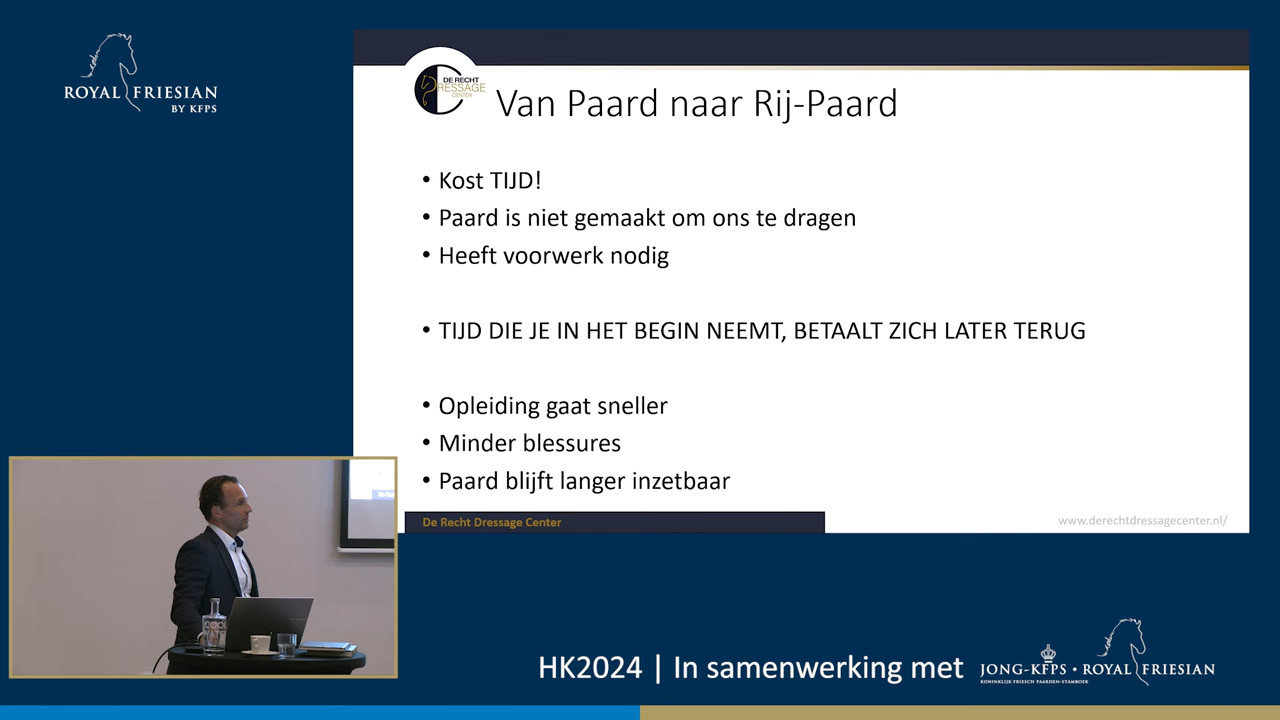 ROYAL FRIESIAN
BY KFPS
DE RECHT
DRESSAGE
CENTER
Van Paard naar Rij-Paard
• Kost TIJD!
• Paard is niet gemaakt om ons te dragen
• Heeft voorwerk nodig
• TIJD DIE JE IN HET BEGIN NEEMT, BETAALT ZICH LATER TERUG
• Opleiding gaat sneller
• Minder blessures
• Paard blijft langer inzetbaar
De Recht Dressage Center
www.derechtdressagecenter.nl/
HK2024 | In samenwerking met
JONG-KFPS • ROYAL FRIESIAN
KONINKLIJK FRIESCH PAARDEN-STAMBOEK